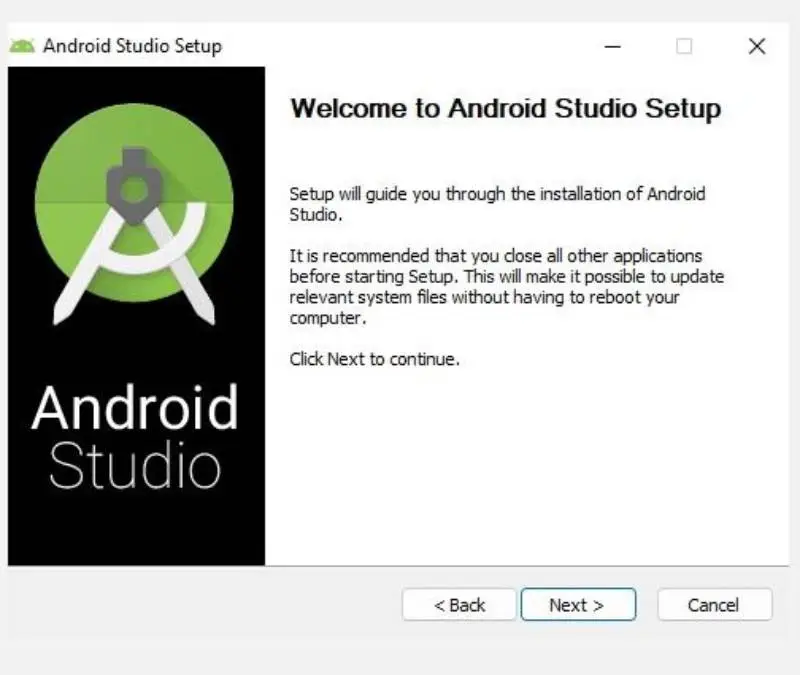 Android Studio Setup
Welcome to Android Studio Setup
Setup will guide you through the installation of Android
Studio.
It is recommended that you close all other applications
before starting Setup. This will make it possible to update
relevant system files without having to reboot your
computer.
Click Next to continue.
Android
Studio
< Back
Next >
Cancel